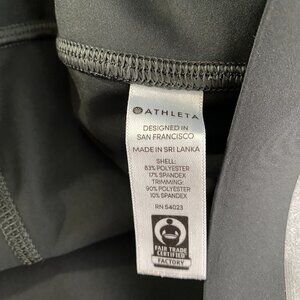 ATHLETA
DESIGNED IN
SAN FRANCISCO
MADE IN SRI LANKA
SHELL:
83% POLYESTER
17% SPANDEX
TRIMMING
90% POLYESTER
10% SPANDEX
RN 54023
FAIR TRADE
CERTIFIED
FACTORY